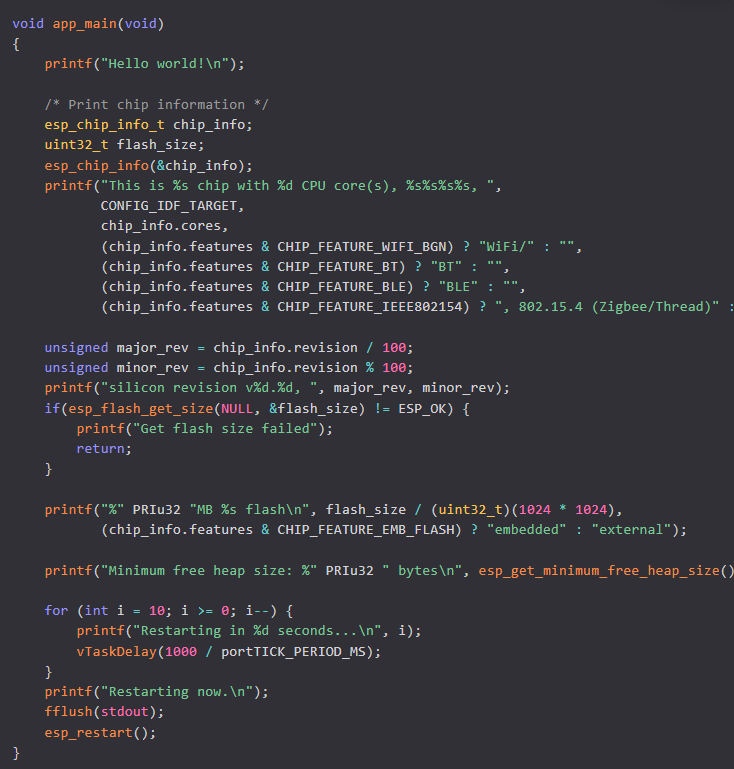 void app_main(void)
{
    printf("Hello world!\n");

    /* Print chip information */
    esp_chip_info_t chip_info;
    uint32_t flash_size;
    esp_chip_info(&chip_info);
    printf("This is %s chip with %d CPU core(s), %s%s%s%s, ",
           CONFIG_IDF_TARGET,
           chip_info.cores,
           (chip_info.features & CHIP_FEATURE_WIFI_BGN) ? "WiFi/" : "",
           (chip_info.features & CHIP_FEATURE_BT) ? "BT" : "",
           (chip_info.features & CHIP_FEATURE_BLE) ? "BLE" : "",
           (chip_info.features & CHIP_FEATURE_IEEE802154) ? ", 802.15.4 (Zigbee/Thread)" :

    unsigned major_rev = chip_info.revision / 100;
    unsigned minor_rev = chip_info.revision % 100;
    printf("silicon revision v%d.%d, ", major_rev, minor_rev);
    if(esp_flash_get_size(NULL, &flash_size) != ESP_OK) {
        printf("Get flash size failed");
        return;
    }

    printf("%" PRIu32 "MB %s flash\n", flash_size / (uint32_t)(1024 * 1024),
           (chip_info.features & CHIP_FEATURE_EMB_FLASH) ? "embedded" : "external");

    printf("Minimum free heap size: %" PRIu32 " bytes\n", esp_get_minimum_free_heap_size()

    for (int i = 10; i >= 0; i--) {
        printf("Restarting in %d seconds...\n", i);
        vTaskDelay(1000 / portTICK_PERIOD_MS);
    }
    printf("Restarting now.\n");
    fflush(stdout);
    esp_restart();
}